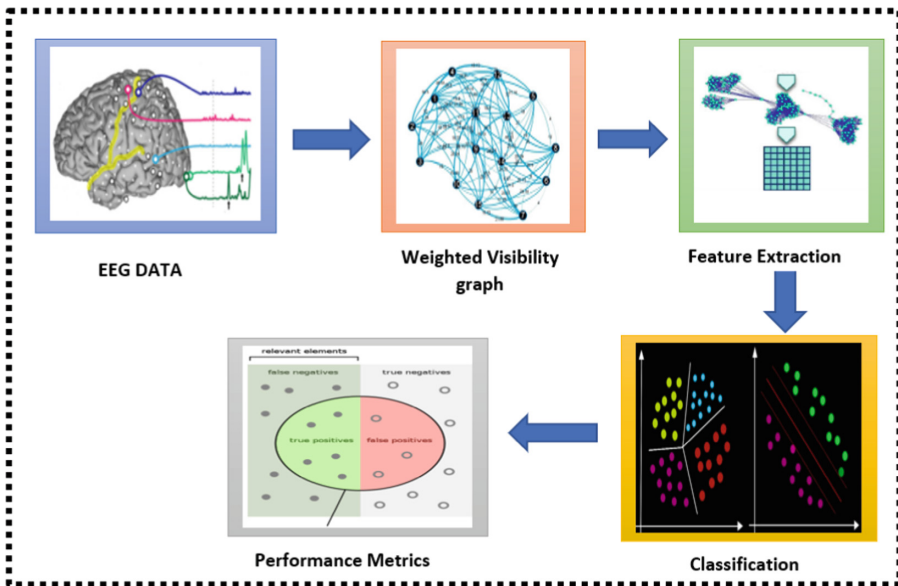 EEG DATA
Weighted Visibility
graph
Feature Extraction
relevant elements
false negatives
true negatives
true positives
false positives
Performance Metrics
Classification